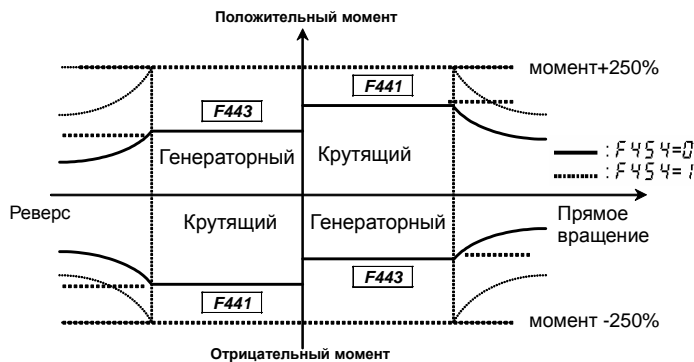 Положительный момент
момент+250%
F441
F443
Генераторный
Крутящий
: F454=0
: F454=1
Реверс
Крутящий
Генераторный
Прямое
вращение
F443
F441
момент -250%
Отрицательный момент